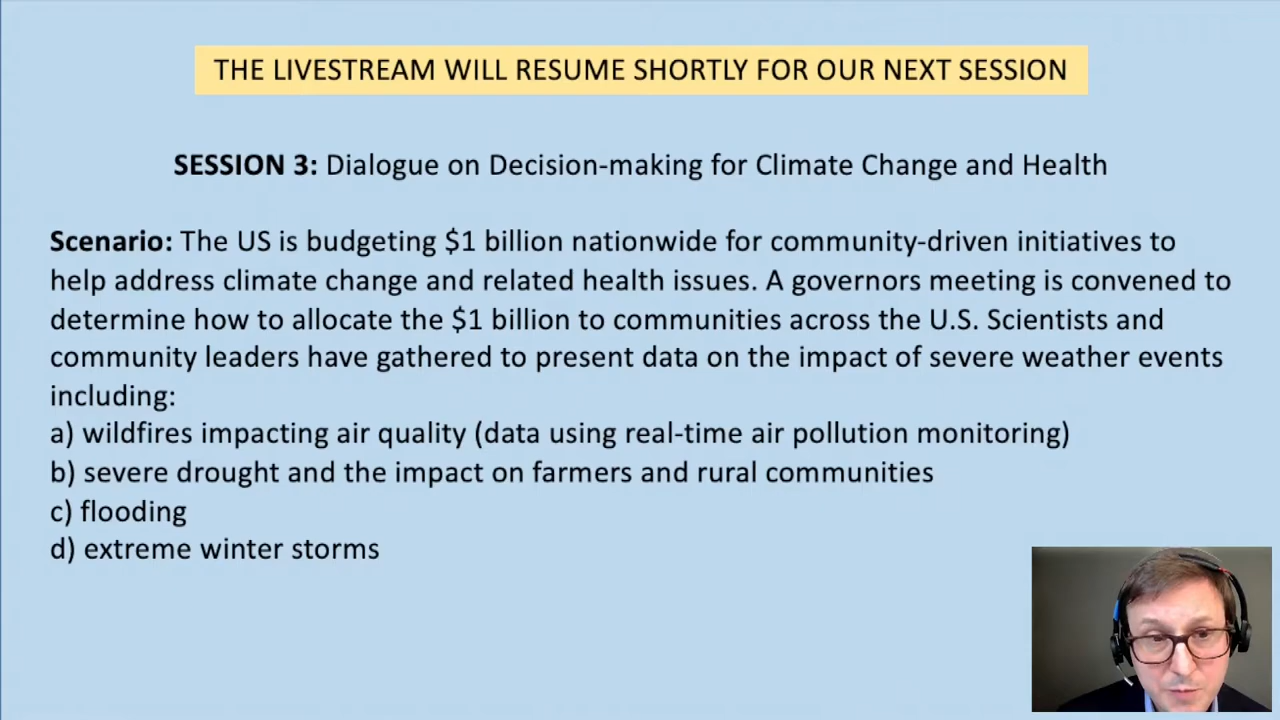 THE LIVESTREAM WILL RESUME SHORTLY FOR OUR NEXT SESSION
SESSION 3: Dialogue on Decision-making for Climate Change and Health
Scenario: The US is budgeting $1 billion nationwide for community-driven initiatives to
help address climate change and related health issues. A governors meeting is convened to
determine how to allocate the $1 billion to communities across the U.S. Scientists and
community leaders have gathered to present data on the impact of severe weather events
including:
a) wildfires impacting air quality (data using real-time air pollution monitoring)
b) severe drought and the impact on farmers and rural communities
c) flooding
d) extreme winter storms